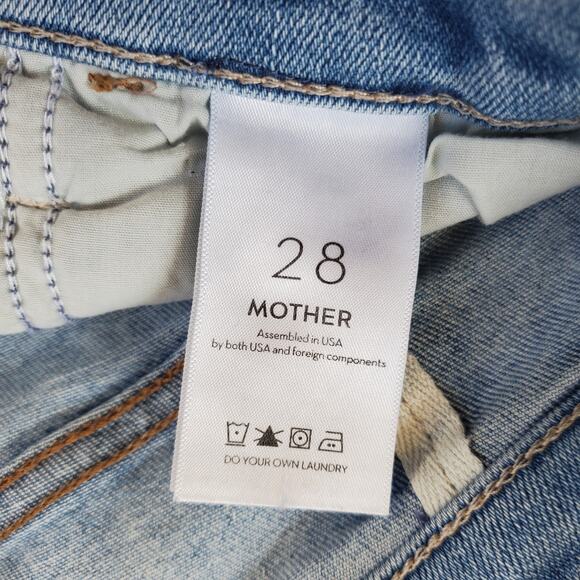 28
MOTHER
Assembled in USA
by both USA and foreign components
DO YOUR OWN LAUNDRY